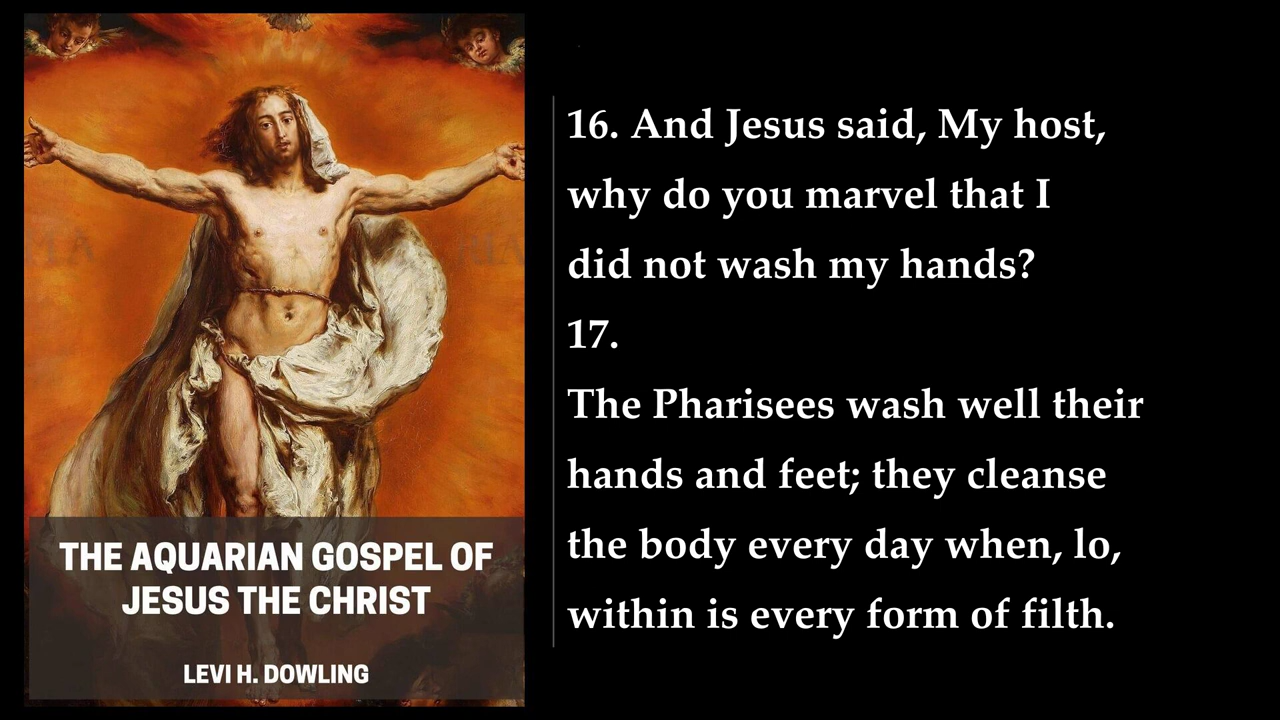 16. And Jesus said, My host,
why do you marvel that I
did not wash my hands?
17.
The Pharisees wash well their
hands and feet; they cleanse
the body every day when, lo,
within is every form of filth.
THE AQUARIAN GOSPEL OF
JESUS THE CHRIST
LEVI H. DOWLING